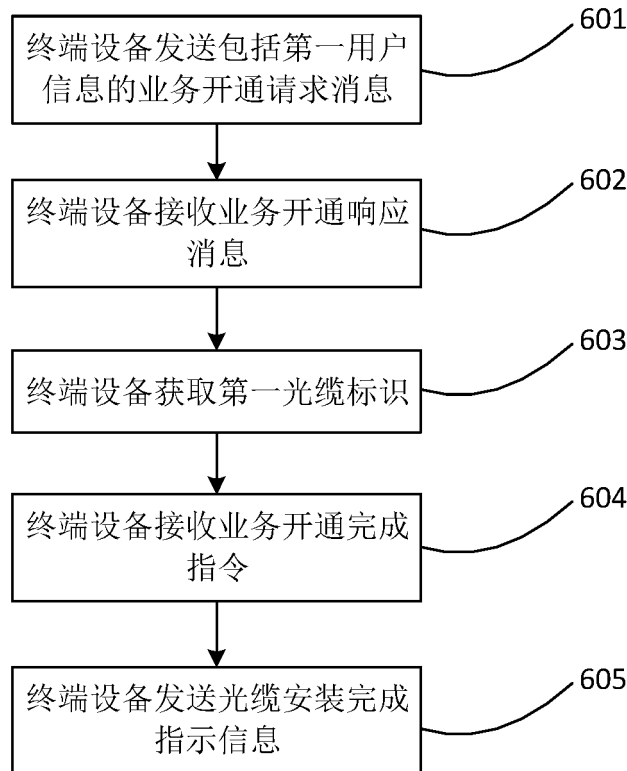 601
终端设备发送包括第一用户
信息的业务开通请求消息
602
终端设备接收业务开通响应
消息
603
终端设备获取第一光缆标识
604
终端设备接收业务开通完成
指令
605
终端设备发送光缆安装完成
指示信息